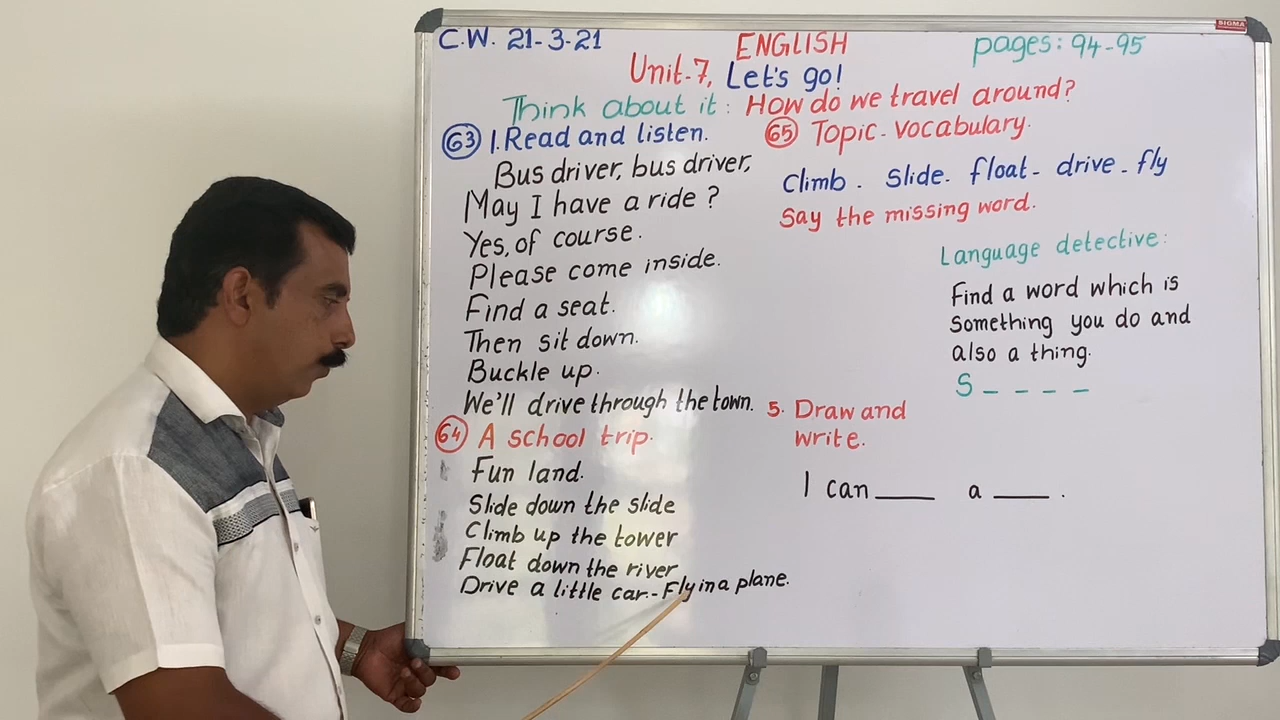 SIGMA
C.W. 21-3-21
ENGLISH
pages: 94-95
Unit-7, Let's go!
Think about it: How do we travel around?
63 1. Read and listen.
Bus driver, bus driver,
May I have a ride?
Yes, of course.
Please come inside.
Find a seat.
Then sit down.
Buckle up.
We'll drive through the town.
64 A school trip.
Fun land.
Slide down the slide
Climb up the tower
Float down the river
Drive a little car.- Fly in a plane.
65 Topic - vocabulary.
Climb - slide - float - drive - fly
Say the missing word.
Language detective:
Find a word which is
something you do and
also a thing.
S _ _ _ _
5. Draw and
write.
I can ____ a ____.